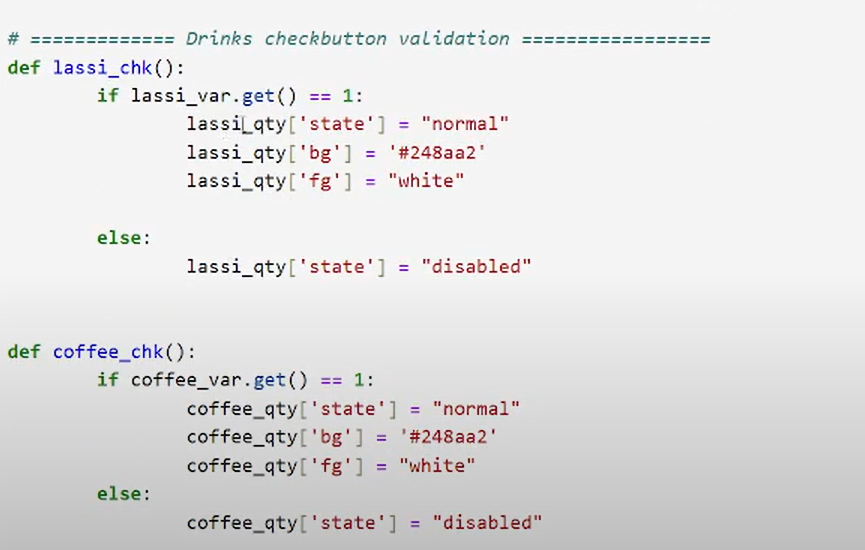 # ============= Drinks checkbutton validation =================
def lassi_chk():
        if lassi_var.get() == 1:
                lassi_qty['state'] = "normal"
                lassi_qty['bg'] = '#248aa2'
                lassi_qty['fg'] = "white"
        else:
                lassi_qty['state'] = "disabled"
def coffee_chk():
        if coffee_var.get() == 1:
                coffee_qty['state'] = "normal"
                coffee_qty['bg'] = '#248aa2'
                coffee_qty['fg'] = "white"
        else:
                coffee_qty['state'] = "disabled"